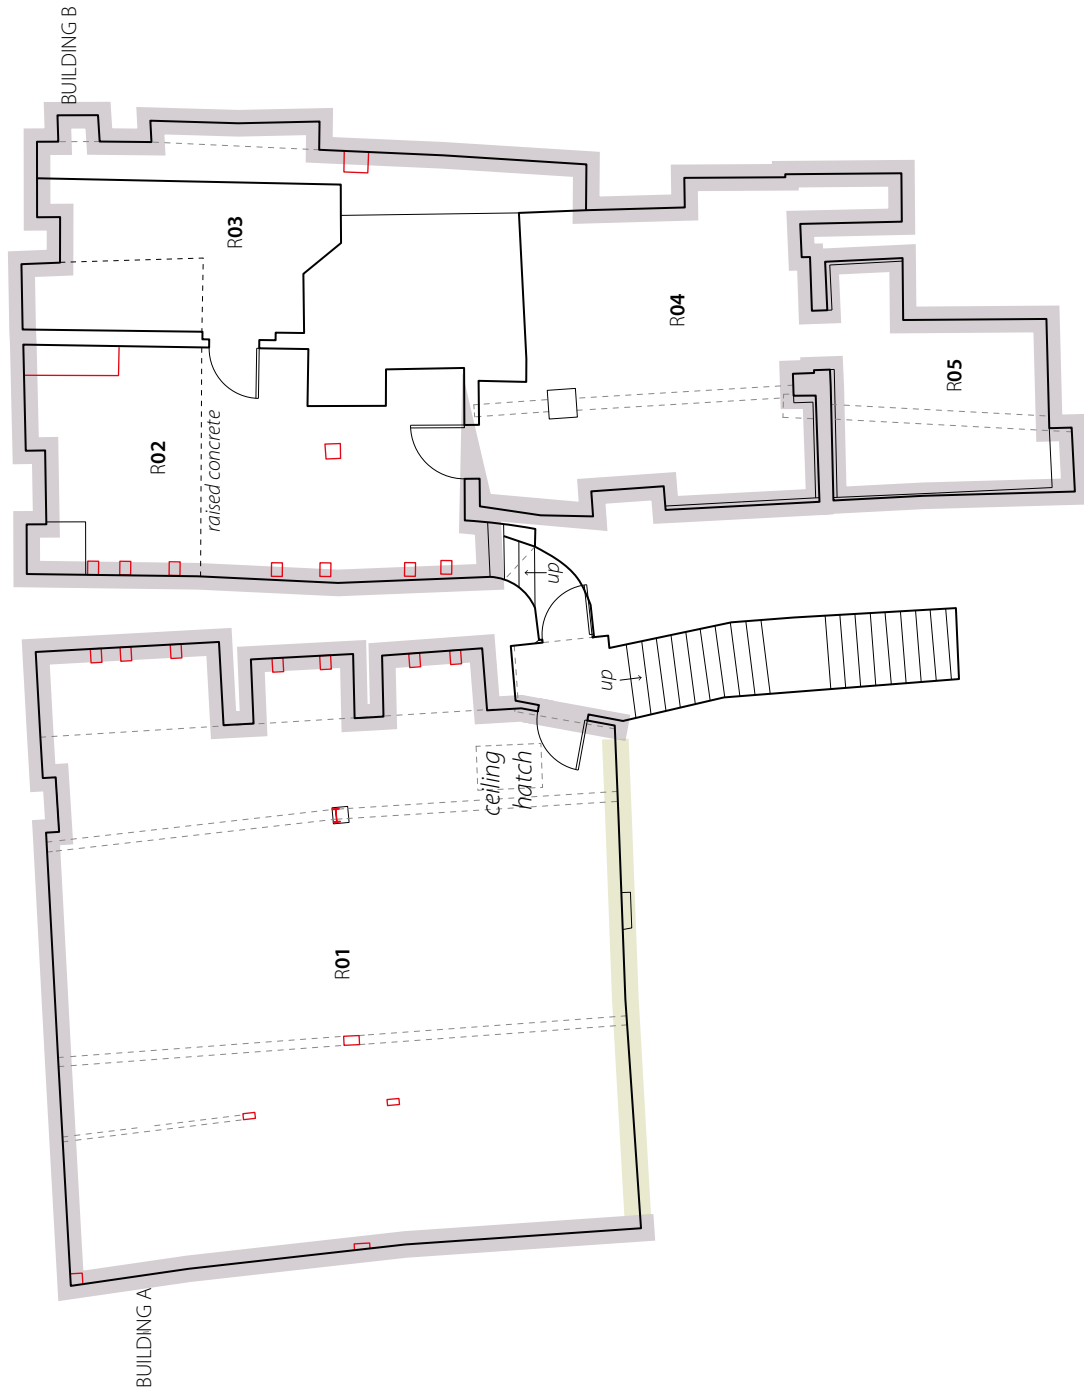 BUILDING B
R03
R04
R05
R02
raised concrete
up
up
ceiling
hatch
R01
BUILDING A